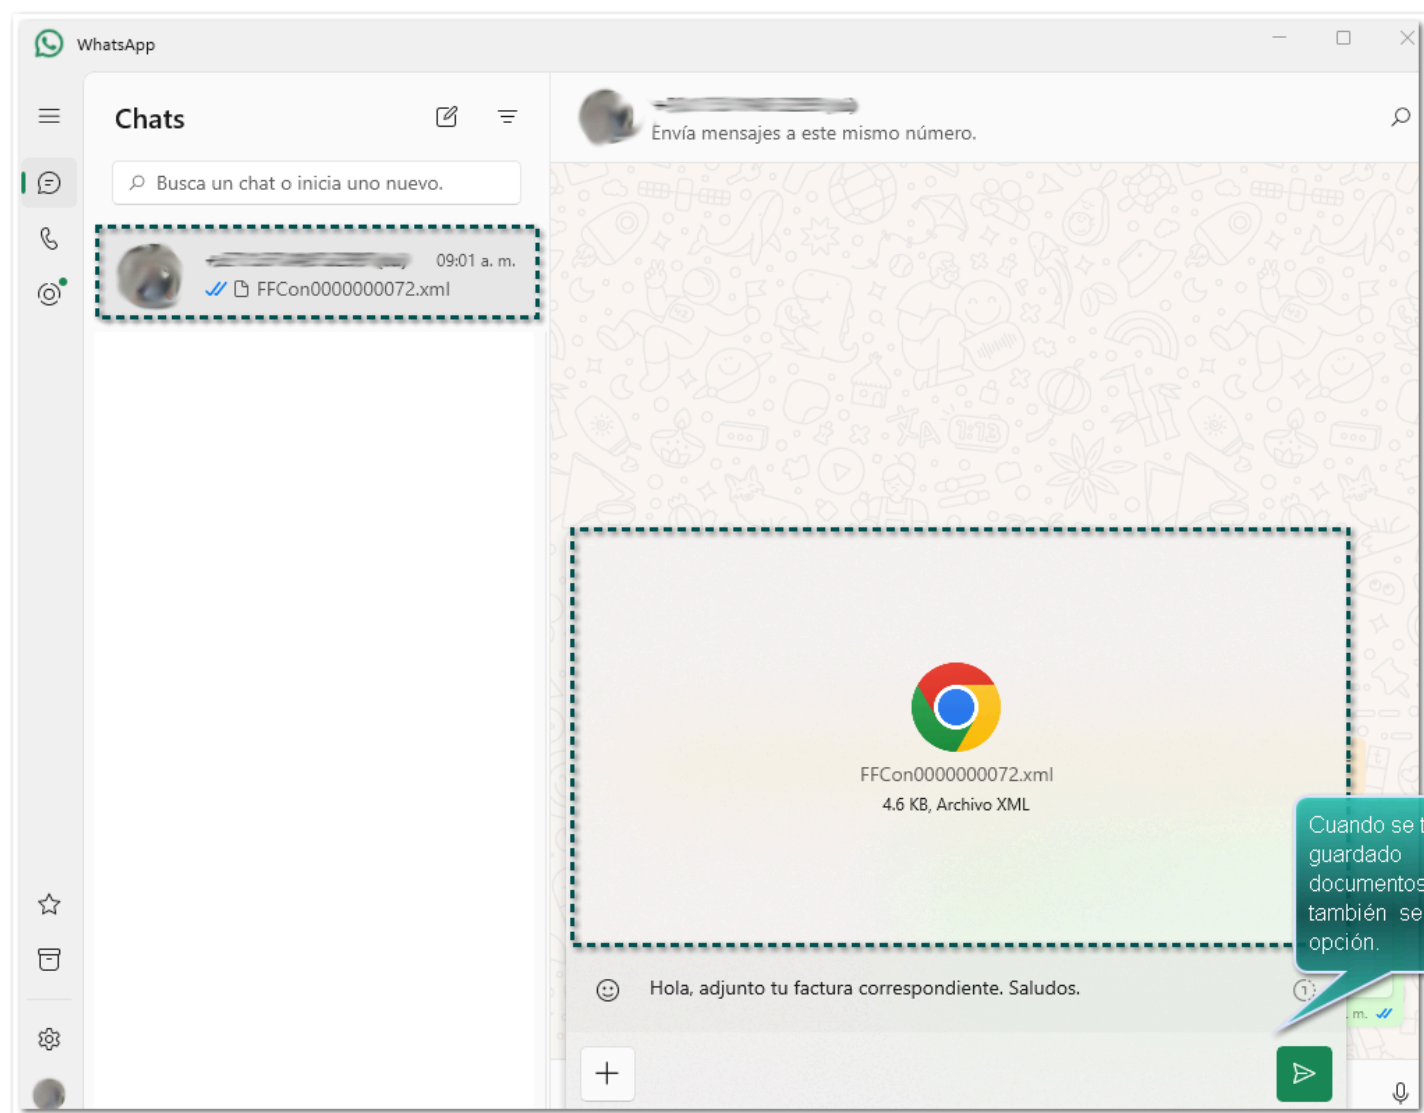 WhatsApp
Chats
Envía mensajes a este mismo número.
Busca un chat o inicia uno nuevo.
09:01 a. m.
FFCon0000000072.xml
FFCon0000000072.xml
4.6 KB, Archivo XML
Cuando se
guardado
documentos
también se
opción.
Hola, adjunto tu factura correspondiente. Saludos.
m.